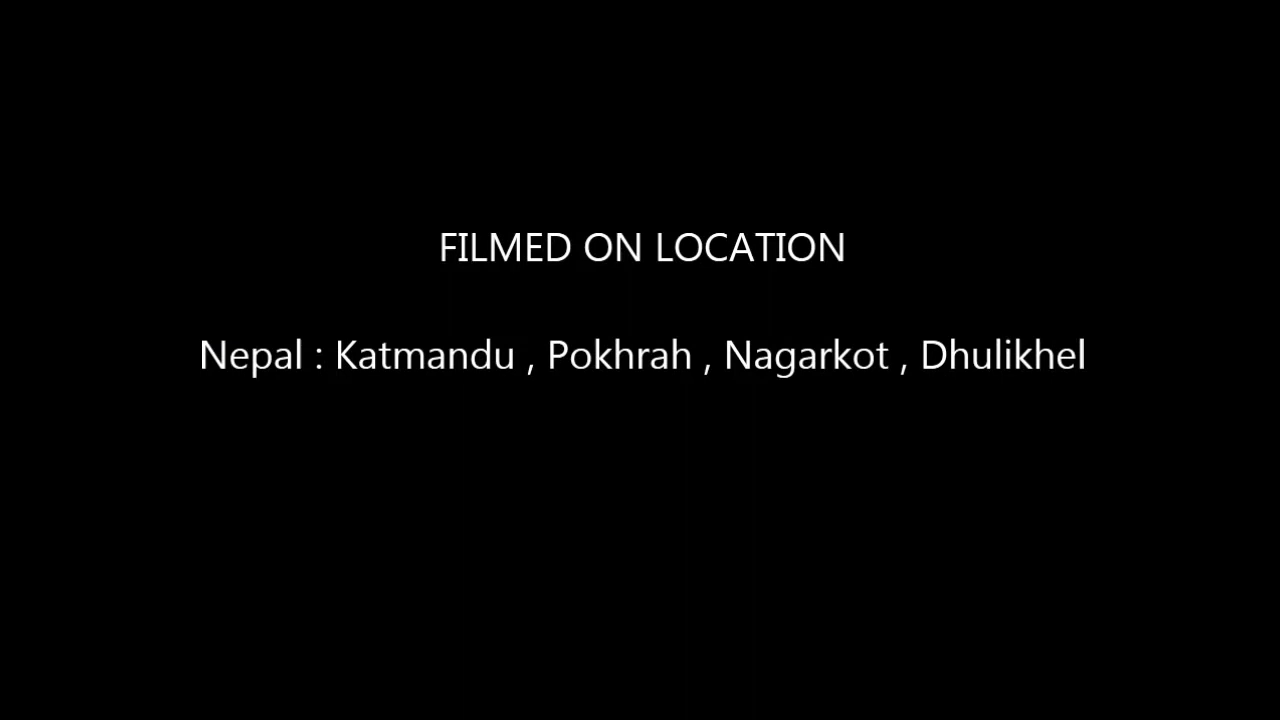 FILMED ON LOCATION
Nepal : Katmandu , Pokhrah , Nagarkot , Dhulikhel